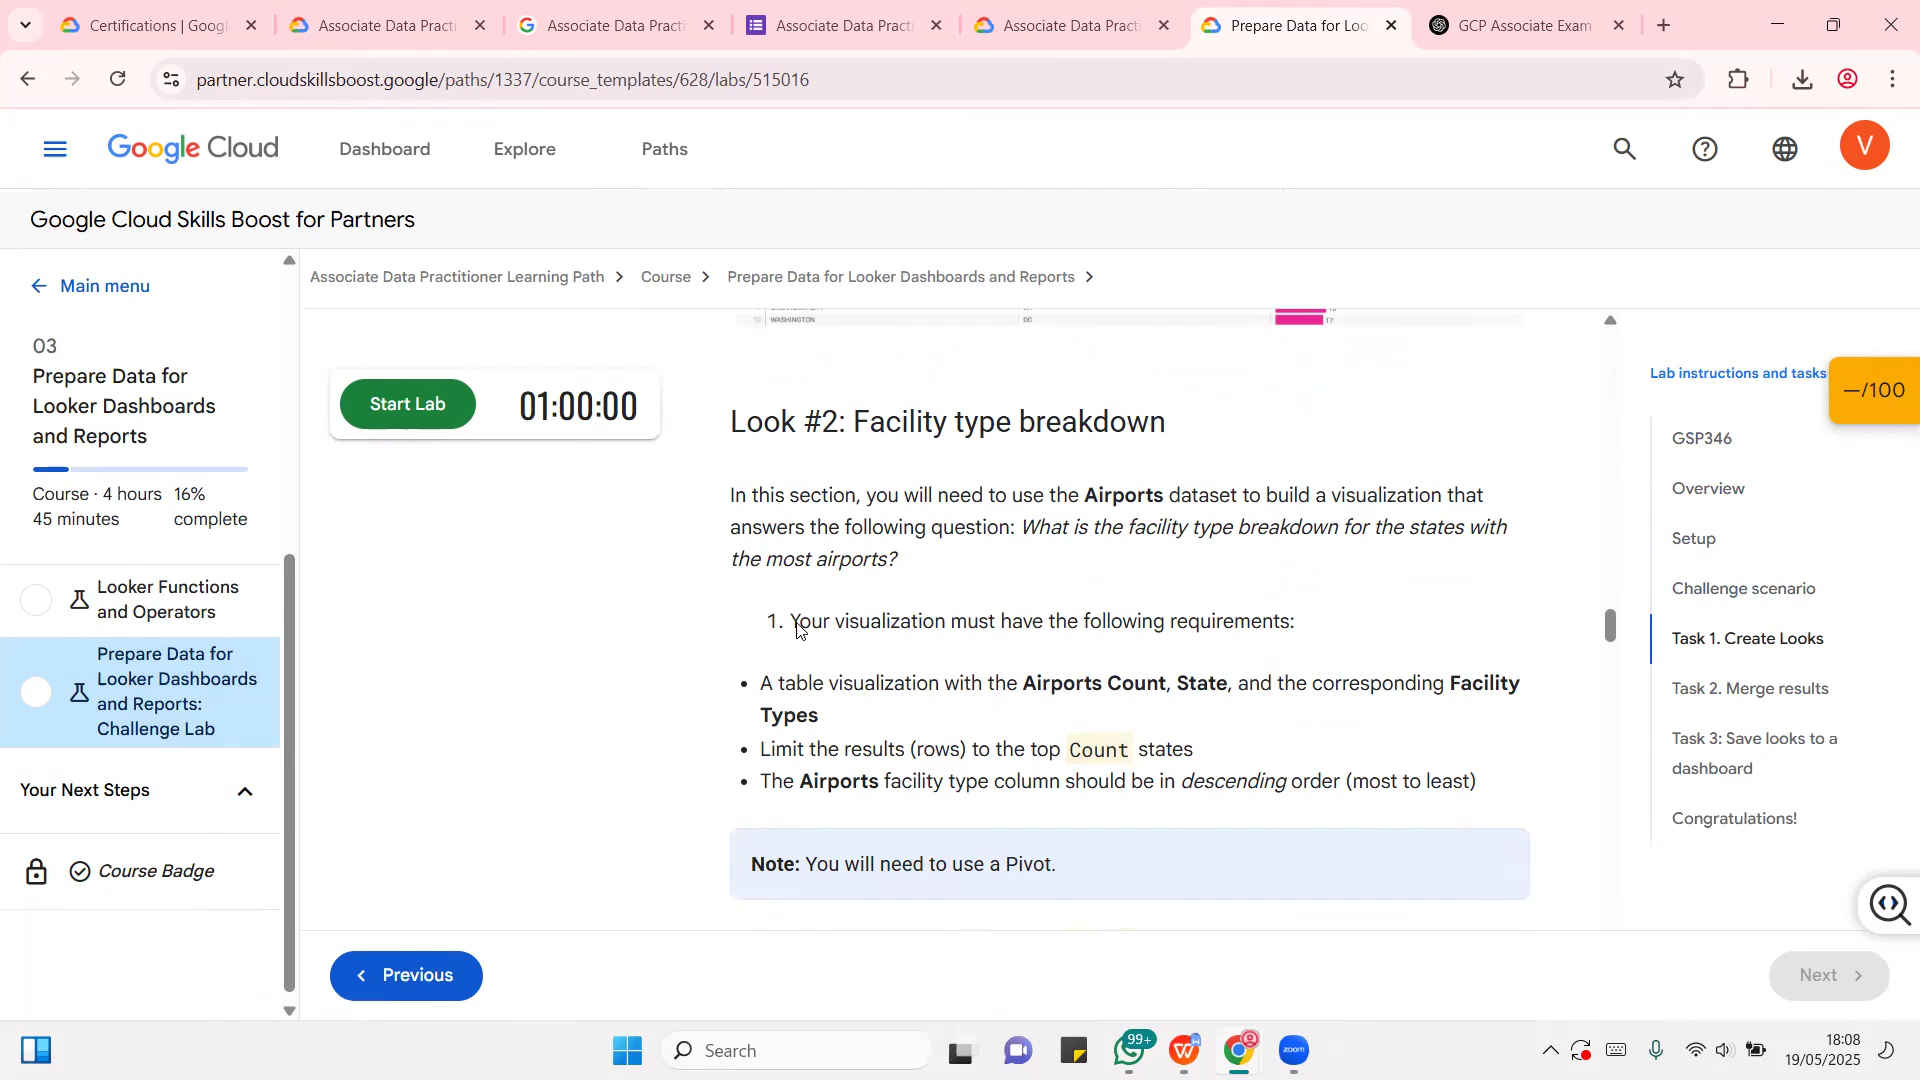 Certifications | Googl
Associate Data Practi
Associate Data Practi
Associate Data Practi
Associate Data Practi
Prepare Data for Loo
GCP Associate Exam
partner.cloudskillsboost.google/paths/1337/course_templates/628/labs/515016
Google Cloud
Dashboard
Explore
Paths
V
Google Cloud Skills Boost for Partners
Main menu
03
Prepare Data for
Looker Dashboards
and Reports
Course · 4 hours
45 minutes
16%
complete
Looker Functions
and Operators
Prepare Data for
Looker Dashboards
and Reports:
Challenge Lab
Your Next Steps
Course Badge
Associate Data Practitioner Learning Path
Course
Prepare Data for Looker Dashboards and Reports
WASHINGTON
DC
17
Start Lab
01:00:00
Look #2: Facility type breakdown
In this section, you will need to use the Airports dataset to build a visualization that
answers the following question: What is the facility type breakdown for the states with
the most airports?
1. Your visualization must have the following requirements:
• A table visualization with the Airports Count, State, and the corresponding Facility
Types
• Limit the results (rows) to the top Count states
• The Airports facility type column should be in descending order (most to least)
Note: You will need to use a Pivot.
Lab instructions and tasks
—/100
GSP346
Overview
Setup
Challenge scenario
Task 1. Create Looks
Task 2. Merge results
Task 3: Save looks to a
dashboard
Congratulations!
Previous
Next
Search
99+
zoom
18:08
19/05/2025